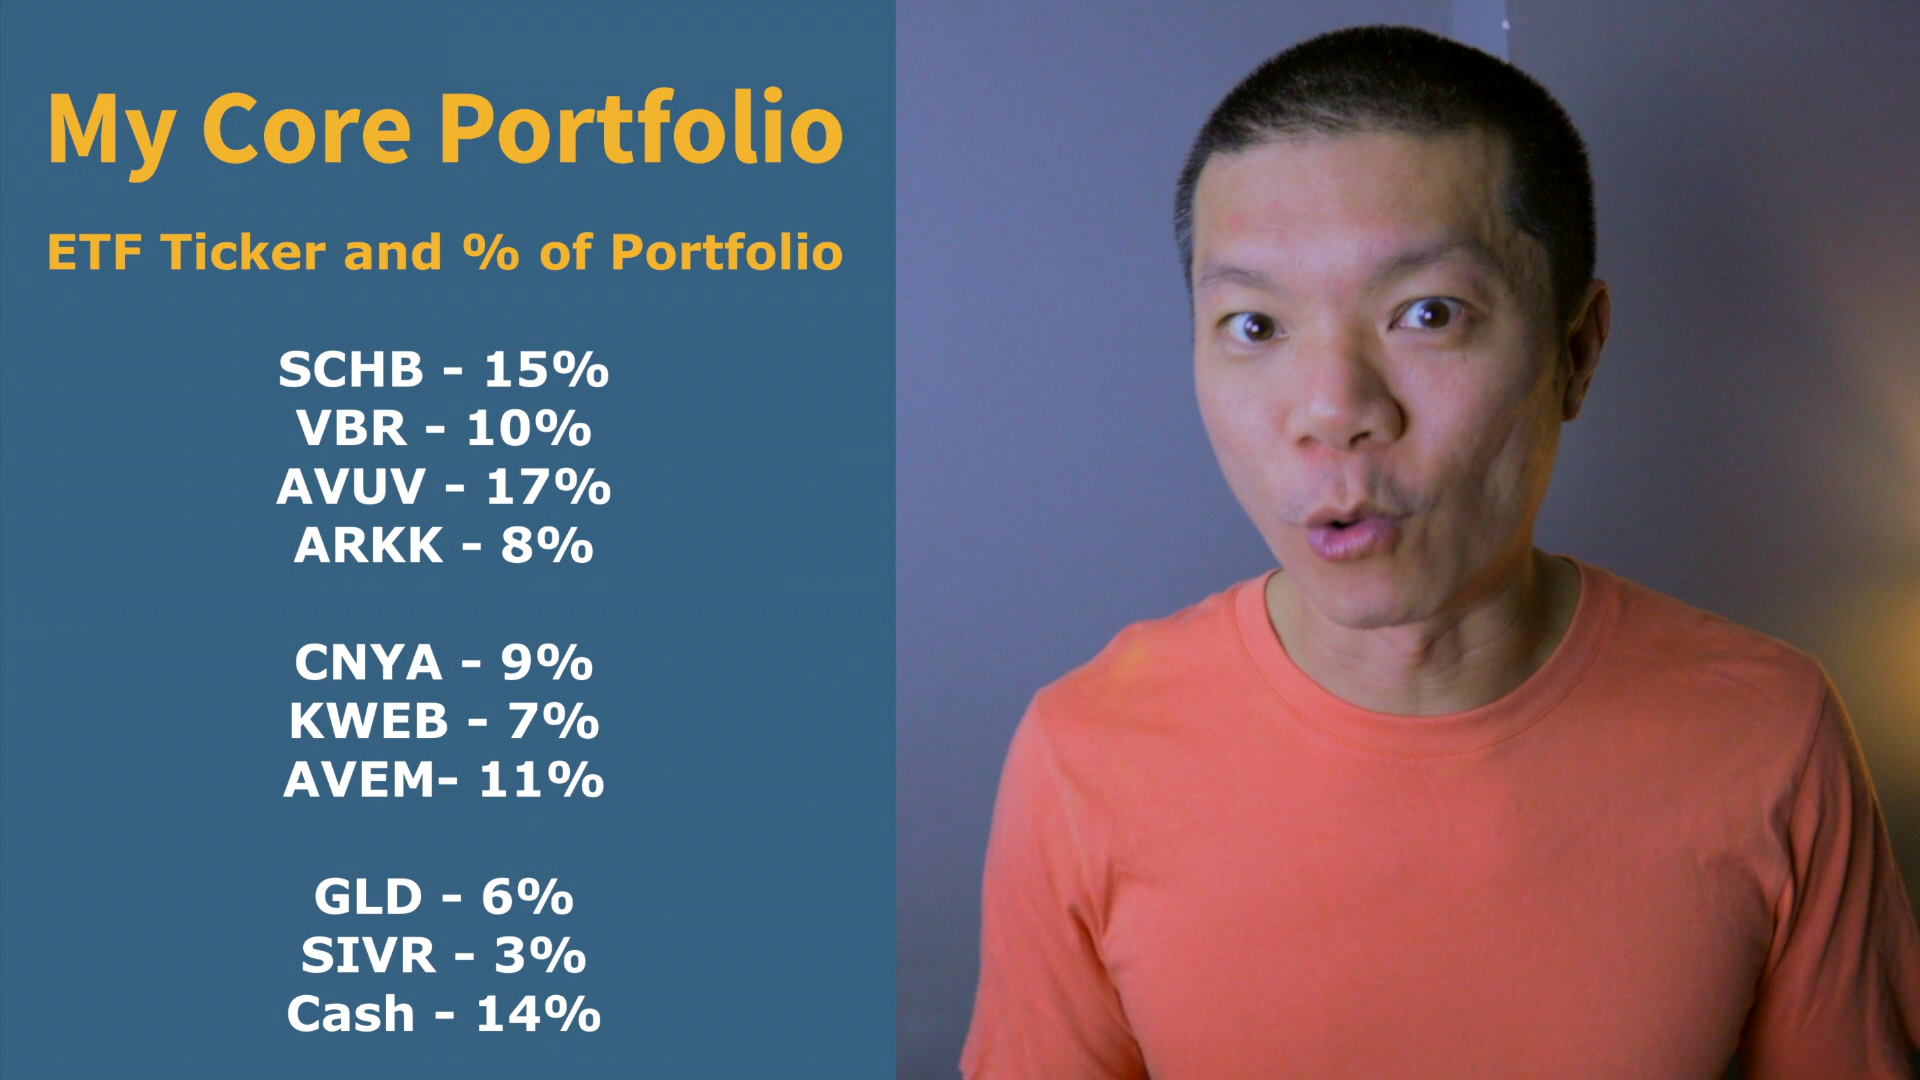 My Core Portfolio
ETF Ticker and % of Portfolio
SCHB - 15%
VBR - 10%
AVUV - 17%
ARKK - 8%
CNYA - 9%
KWEB - 7%
AVEM- 11%
GLD - 6%
SIVR - 3%
Cash - 14%